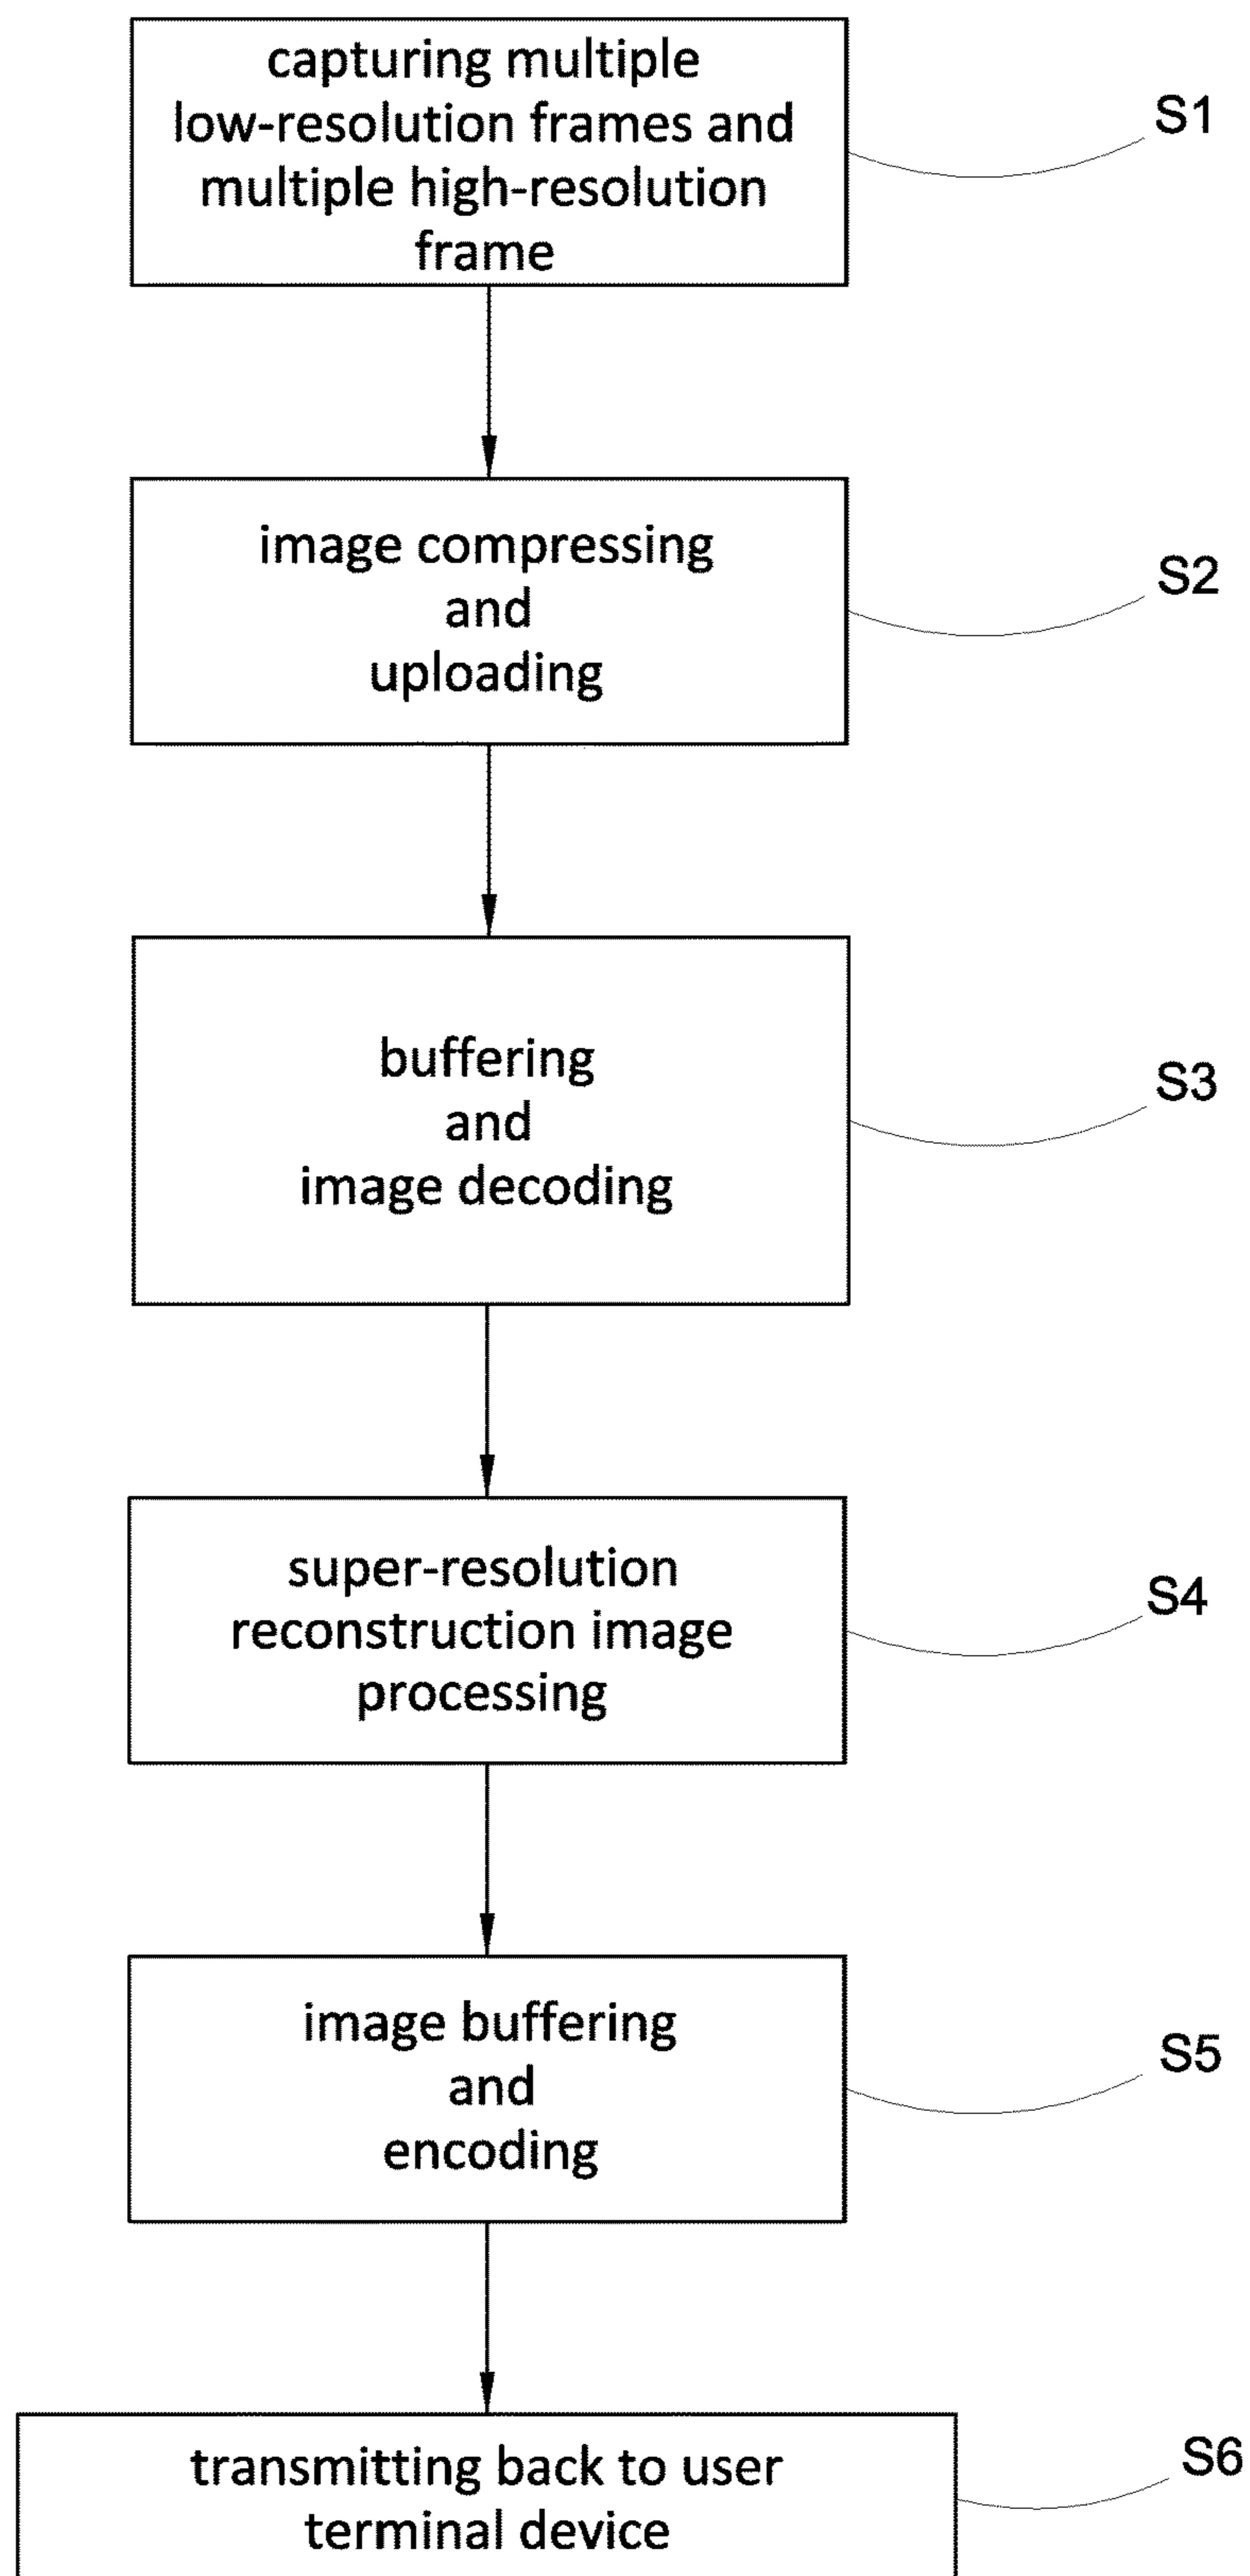 capturing multiple
low-resolution frames and
multiple high-resolution
frame
S1
image compressing
and
uploading
S2
buffering
and
image decoding
S3
super-resolution
reconstruction image
processing
S4
image buffering
and
encoding
S5
transmitting back to user
terminal device
S6